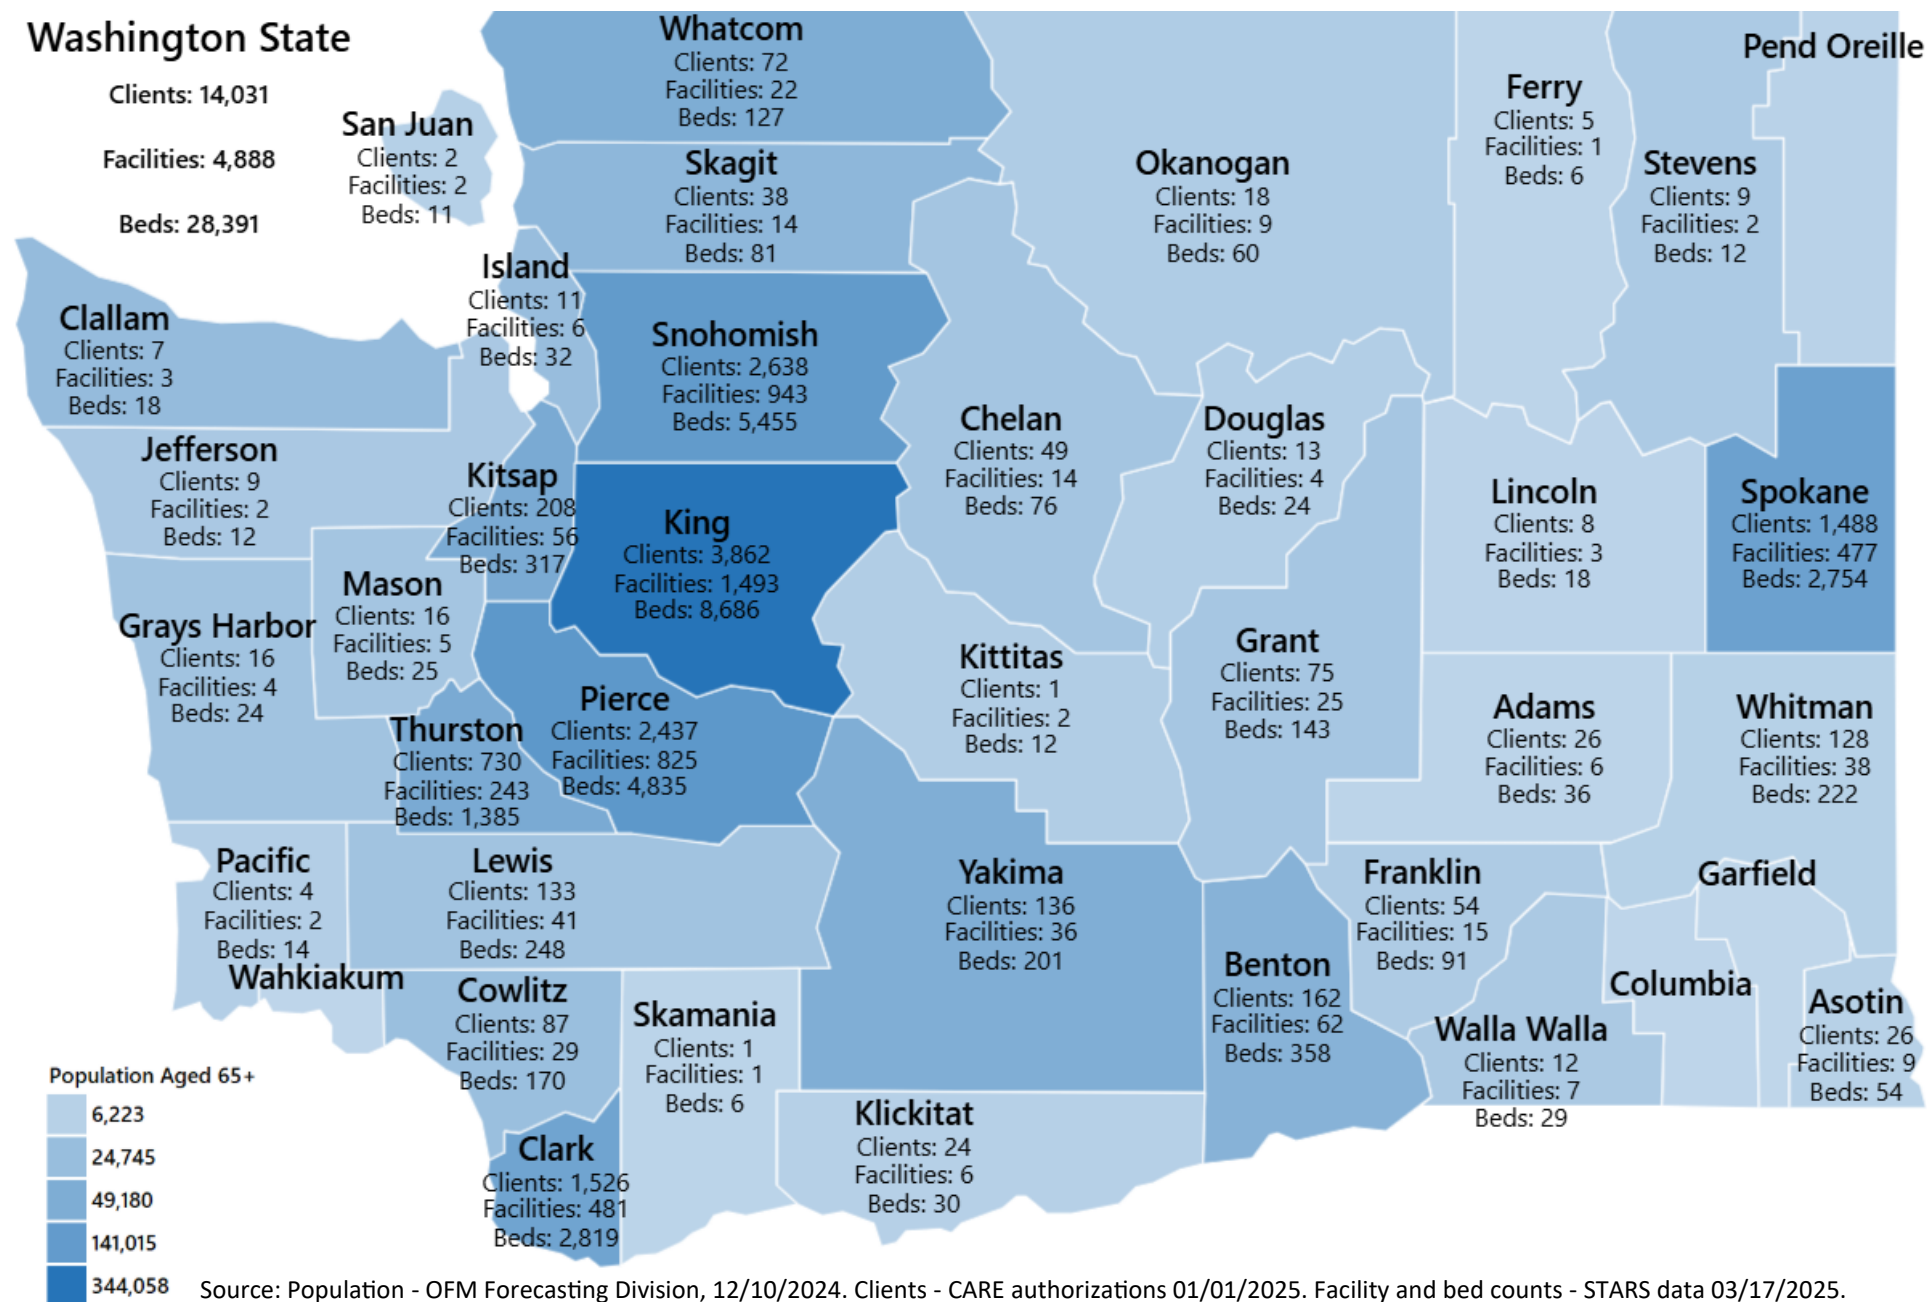 Washington State
Clients: 14,031
Facilities: 4,888
Beds: 28,391
San Juan
Clients: 2
Facilities: 2
Beds: 11
Whatcom
Clients: 72
Facilities: 22
Beds: 127
Skagit
Clients: 38
Facilities: 14
Beds: 81
Okanogan
Clients: 18
Facilities: 9
Beds: 60
Ferry
Clients: 5
Facilities: 1
Beds: 6
Stevens
Clients: 9
Facilities: 2
Beds: 12
Pend Oreille
Island
Clients: 11
Facilities: 6
Beds: 32
Clallam
Clients: 7
Facilities: 3
Beds: 18
Snohomish
Clients: 2,638
Facilities: 943
Beds: 5,455
Jefferson
Clients: 9
Facilities: 2
Beds: 12
Kitsap
Clients: 208
Facilities: 56
Beds: 317
King
Clients: 3,862
Facilities: 1,493
Beds: 8,686
Chelan
Clients: 49
Facilities: 14
Beds: 76
Douglas
Clients: 13
Facilities: 4
Beds: 24
Lincoln
Clients: 8
Facilities: 3
Beds: 18
Spokane
Clients: 1,488
Facilities: 477
Beds: 2,754
Grays Harbor
Clients: 16
Facilities: 4
Beds: 24
Mason
Clients: 16
Facilities: 5
Beds: 25
Thurston
Clients: 730
Facilities: 243
Beds: 1,385
Pierce
Clients: 2,437
Facilities: 825
Beds: 4,835
Kittitas
Clients: 1
Facilities: 2
Beds: 12
Grant
Clients: 75
Facilities: 25
Beds: 143
Adams
Clients: 26
Facilities: 6
Beds: 36
Whitman
Clients: 128
Facilities: 38
Beds: 222
Pacific
Clients: 4
Facilities: 2
Beds: 14
Wahkiakum
Lewis
Clients: 133
Facilities: 41
Beds: 248
Yakima
Clients: 136
Facilities: 36
Beds: 201
Benton
Clients: 162
Facilities: 62
Beds: 358
Franklin
Clients: 54
Facilities: 15
Beds: 91
Garfield
Columbia
Walla Walla
Clients: 12
Facilities: 7
Beds: 29
Asotin
Clients: 26
Facilities: 9
Beds: 54
Cowlitz
Clients: 87
Facilities: 29
Beds: 170
Skamania
Clients: 1
Facilities: 1
Beds: 6
Klickitat
Clients: 24
Facilities: 6
Beds: 30
Clark
Clients: 1,526
Facilities: 481
Beds: 2,819
Population Aged 65+
6,223
24,745
49,180
141,015
344,058
Source: Population - OFM Forecasting Division, 12/10/2024. Clients - CARE authorizations 01/01/2025. Facility and bed counts - STARS data 03/17/2025.